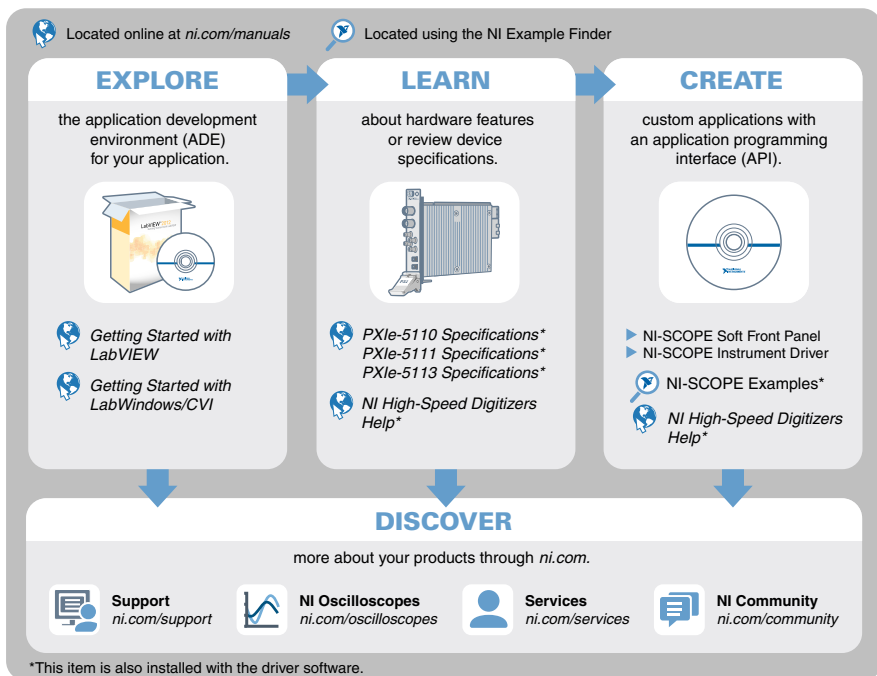 Located online at ni.com/manuals
Located using the NI Example Finder
EXPLORE
the application development
environment (ADE)
for your application.
LabVIEW
Getting Started with
LabVIEW
Getting Started with
LabWindows/CVI
LEARN
about hardware features
or review device
specifications.
PXIe-5110 Specifications*
PXIe-5111 Specifications*
PXIe-5113 Specifications*
NI High-Speed Digitizers
Help*
CREATE
custom applications with
an application programming
interface (API).
NI-SCOPE Soft Front Panel
NI-SCOPE Instrument Driver
NI-SCOPE Examples*
NI High-Speed Digitizers
Help*
DISCOVER
more about your products through ni.com.
Support
ni.com/support
NI Oscilloscopes
ni.com/oscilloscopes
Services
ni.com/services
NI Community
ni.com/community
*This item is also installed with the driver software.